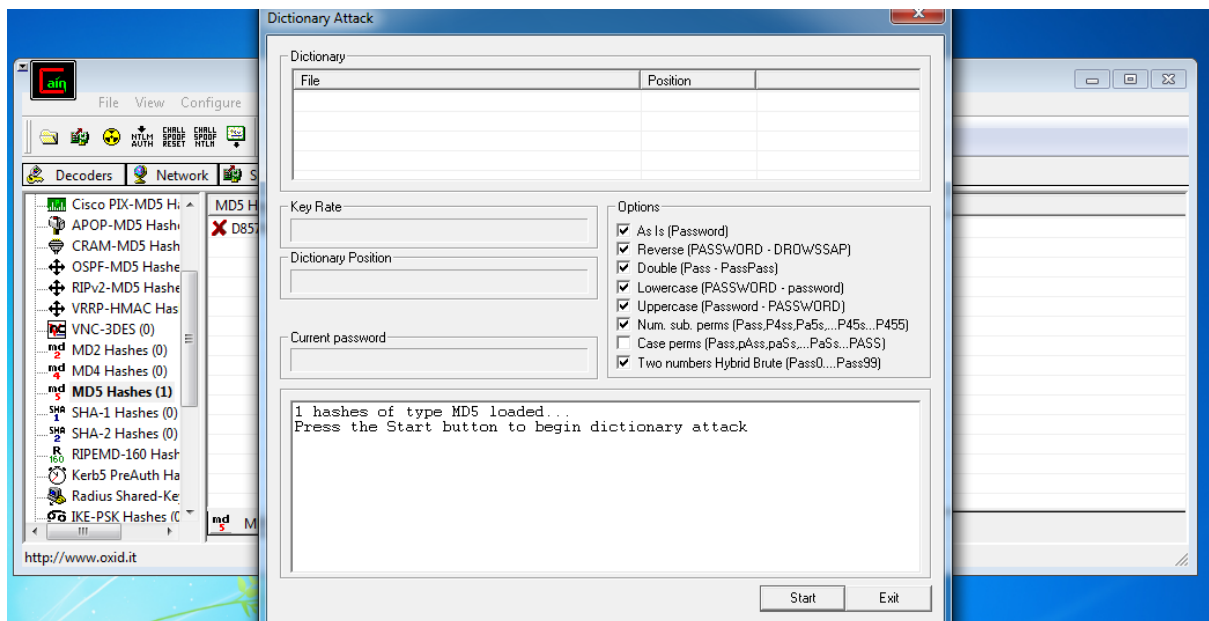 Dictionary Attack
Dictionary
File Position
aín
File View Configure
NTLM AUTH
CHALL SPOOF RESET
CHALL SPOOF NTLM
Decoders Network S
Cisco PIX-MD5 H
APOP-MD5 Hash
CRAM-MD5 Hash
OSPF-MD5 Hashe
RIPv2-MD5 Hashe
VRRP-HMAC Has
VNC-3DES (0)
MD2 Hashes (0)
MD4 Hashes (0)
MD5 Hashes (1)
SHA-1 Hashes (0)
SHA-2 Hashes (0)
RIPEMD-160 Hash
Kerb5 PreAuth Ha
Radius Shared-Ke
IKE-PSK Hashes (
MD5 H
D857
md 5 M
http://www.oxid.it
Key Rate
Dictionary Position
Current password
Options
As Is (Password)
Reverse (PASSWORD - DROWSSAP)
Double (Pass - PassPass)
Lowercase (PASSWORD - password)
Uppercase (Password - PASSWORD)
Num. sub. perms (Pass,P4ss,Pa5s,...P45s...P455)
Case perms (Pass,pAss,paSs,...PaSs...PASS)
Two numbers Hybrid Brute (Pass0....Pass99)
1 hashes of type MD5 loaded...
Press the Start button to begin dictionary attack
Start Exit